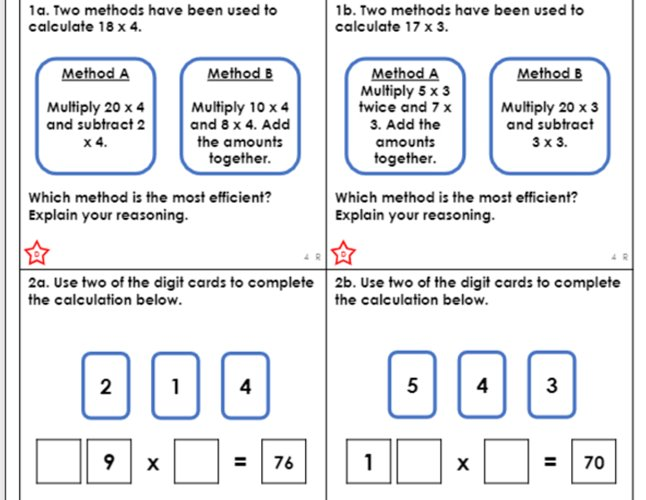 1a. Two methods have been used to
calculate 18 x 4.
Method A
Multiply 20 x 4
and subtract 2
x 4.
Method B
Multiply 10 x 4
and 8 x 4. Add
the amounts
together.
Which method is the most efficient?
Explain your reasoning.
D
4 R
1b. Two methods have been used to
calculate 17 x 3.
Method A
Multiply 5 x 3
twice and 7 x
3. Add the
amounts
together.
Method B
Multiply 20 x 3
and subtract
3 x 3.
Which method is the most efficient?
Explain your reasoning.
D
4 R
2a. Use two of the digit cards to complete
the calculation below.
2 1 4
9 x = 76
2b. Use two of the digit cards to complete
the calculation below.
5 4 3
1 x = 70